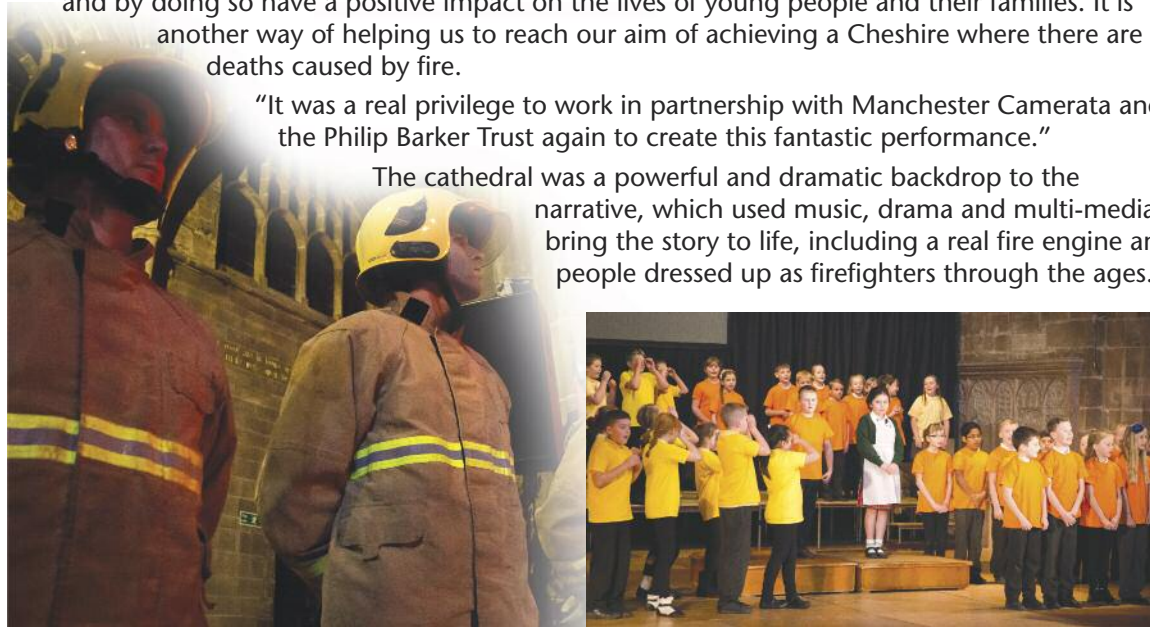 and by doing so have a positive impact on the lives of young people and their families. It is
another way of helping us to reach our aim of achieving a Cheshire where there are
deaths caused by fire.
“It was a real privilege to work in partnership with Manchester Camerata and
the Philip Barker Trust again to create this fantastic performance.”
The cathedral was a powerful and dramatic backdrop to the
narrative, which used music, drama and multi-media
bring the story to life, including a real fire engine an
people dressed up as firefighters through the ages.